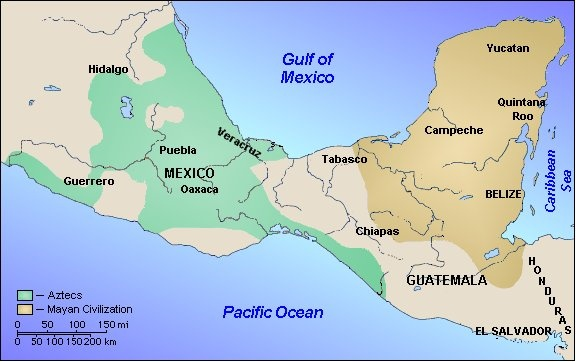 Gulf of
Mexico
Yucatan
Hidalgo
Quintana
Roo
Campeche
Veracruz
Puebla
Tabasco
MEXICO
Guerrero
Oaxaca
BELIZE
Caribbean
Sea
Chiapas
GUATEMALA
HONDURAS
– Aztecs
– Mayan Civilization
0 50 100 150 mi
0 50 100 150 200 km
Pacific Ocean
EL SALVADOR